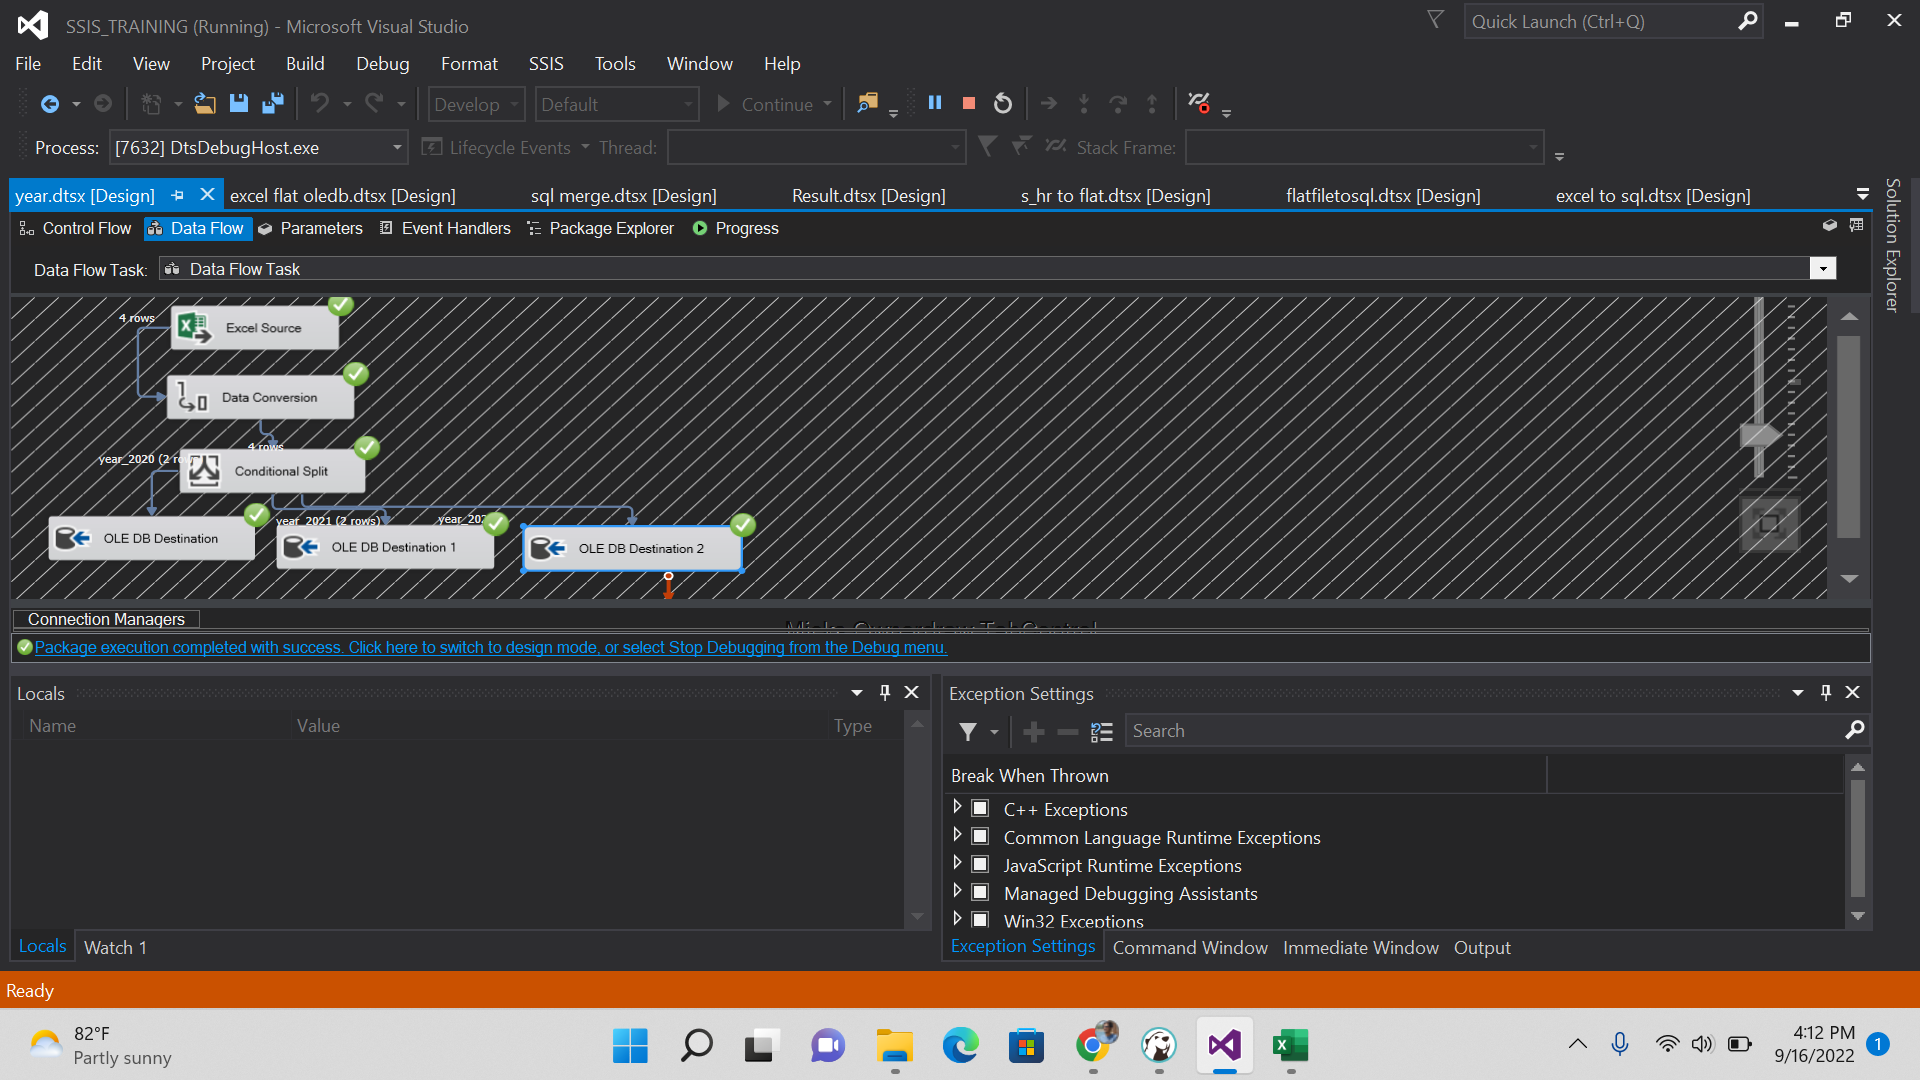 SSIS_TRAINING (Running) - Microsoft Visual Studio
Quick Launch (Ctrl+Q)
File Edit View Project Build Debug Format SSIS Tools Window Help
Develop Default Continue
Process: [7632] DtsDebugHost.exe Lifecycle Events Thread: Stack Frame:
year.dtsx [Design] excel flat oledb.dtsx [Design] sql merge.dtsx [Design] Result.dtsx [Design] s_hr to flat.dtsx [Design] flatfiletosql.dtsx [Design] excel to sql.dtsx [Design]
Solution Explorer
Control Flow Data Flow Parameters Event Handlers Package Explorer Progress
Data Flow Task: Data Flow Task
4 rows
Excel Source
Data Conversion
4 rows
year_2020 (2 rows
Conditional Split
year_2021 (2 rows)
year_202
OLE DB Destination
OLE DB Destination 1
OLE DB Destination 2
Connection Managers
Package execution completed with success. Click here to switch to design mode, or select Stop Debugging from the Debug menu.
Locals
Name Value Type
Locals Watch 1
Exception Settings
Search
Break When Thrown
C++ Exceptions
Common Language Runtime Exceptions
JavaScript Runtime Exceptions
Managed Debugging Assistants
Win32 Exceptions
Exception Settings Command Window Immediate Window Output
Ready
82°F
Partly sunny
4:12 PM
9/16/2022
1